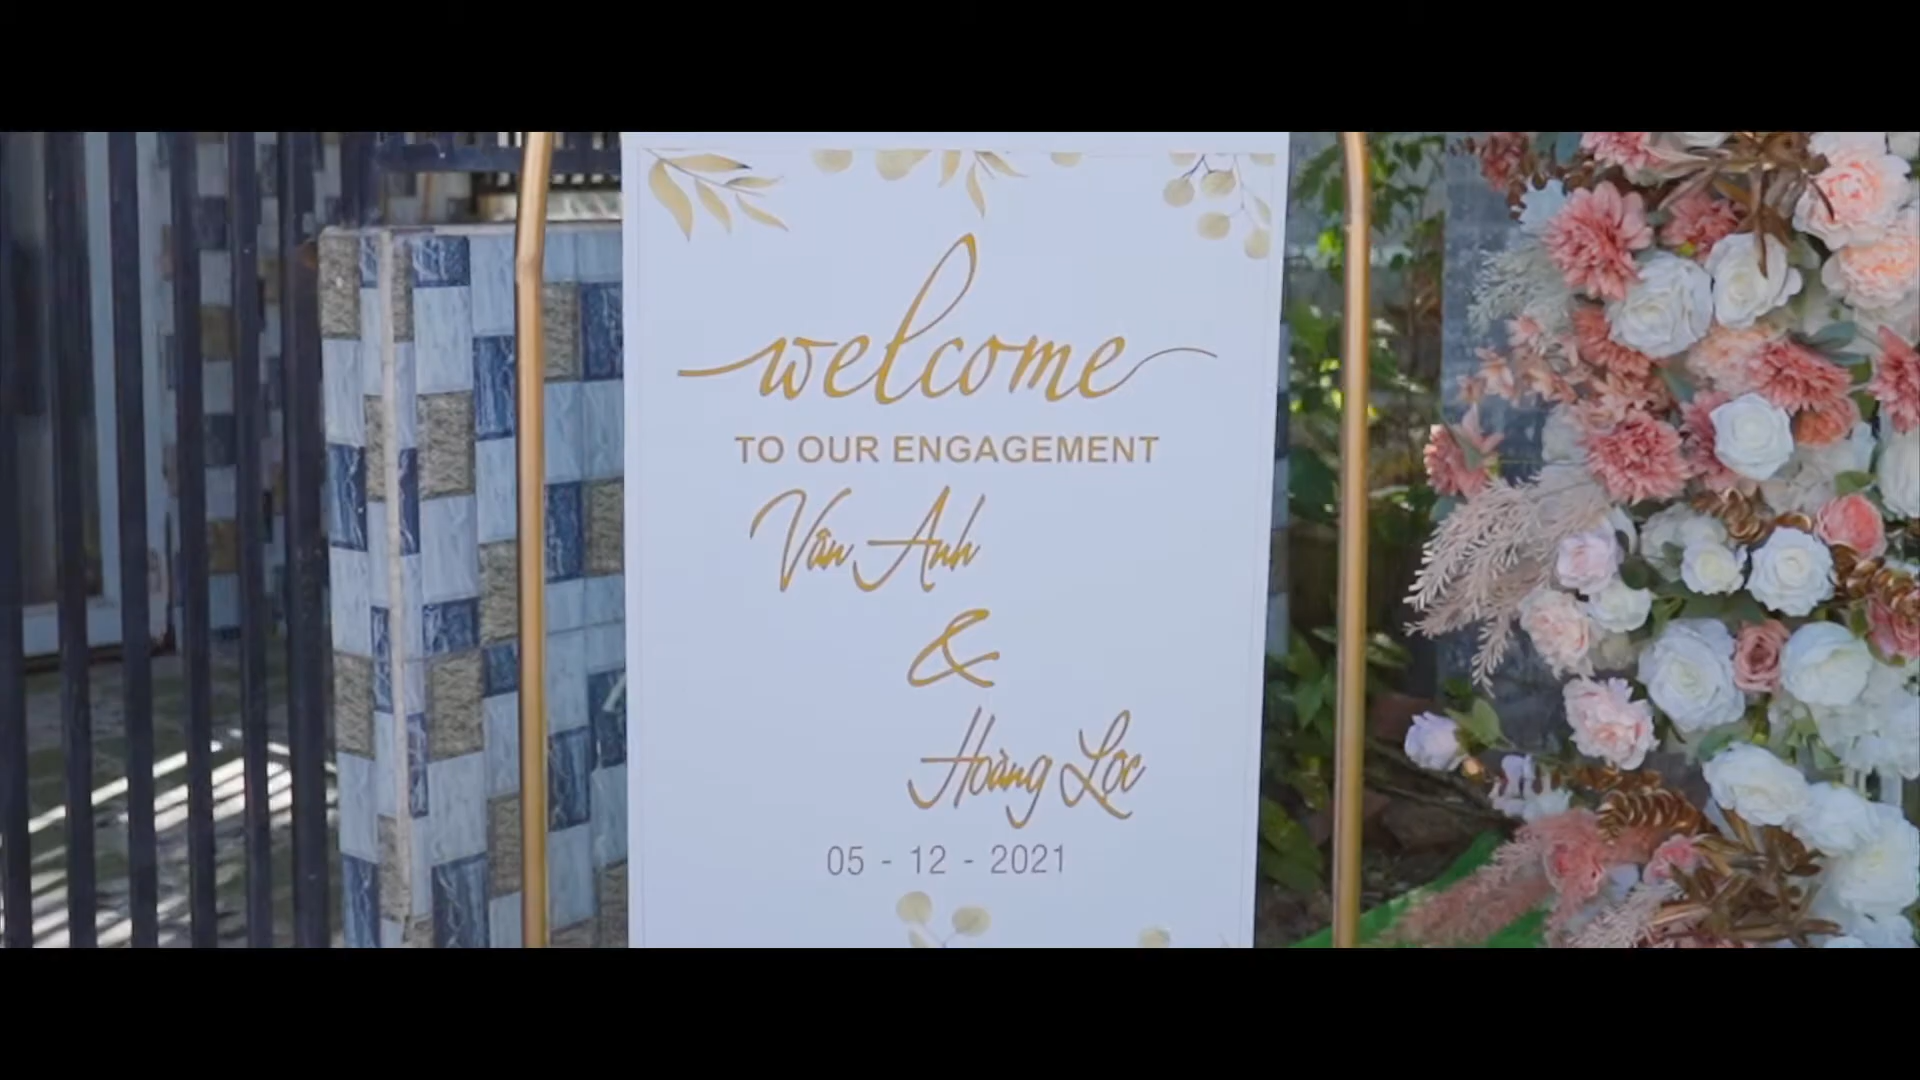 welcome
TO OUR ENGAGEMENT
Vân Anh
&
Hoàng Lộc
05 - 12 - 2021